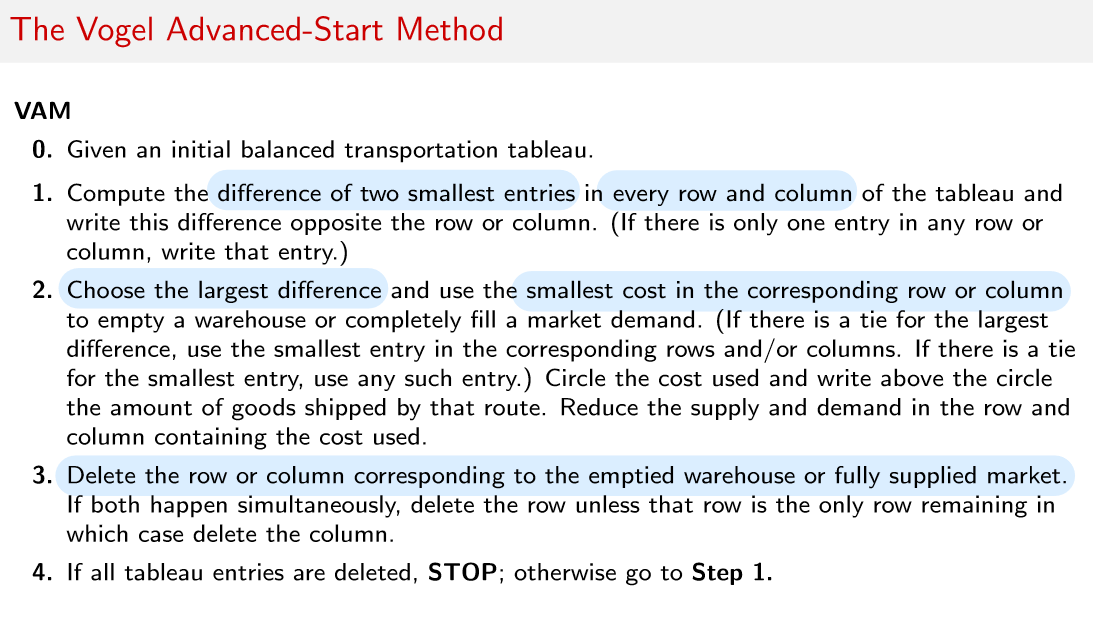 The Vogel Advanced-Start Method
VAM
0. Given an initial balanced transportation tableau.
1. Compute the difference of two smallest entries in every row and column of the tableau and
write this difference opposite the row or column. (If there is only one entry in any row or
column, write that entry.)
2. Choose the largest difference and use the smallest cost in the corresponding row or column
to empty a warehouse or completely fill a market demand. (If there is a tie for the largest
difference, use the smallest entry in the corresponding rows and/or columns. If there is a tie
for the smallest entry, use any such entry.) Circle the cost used and write above the circle
the amount of goods shipped by that route. Reduce the supply and demand in the row and
column containing the cost used.
3. Delete the row or column corresponding to the emptied warehouse or fully supplied market.
If both happen simultaneously, delete the row unless that row is the only row remaining in
which case delete the column.
4. If all tableau entries are deleted, STOP; otherwise go to Step 1.